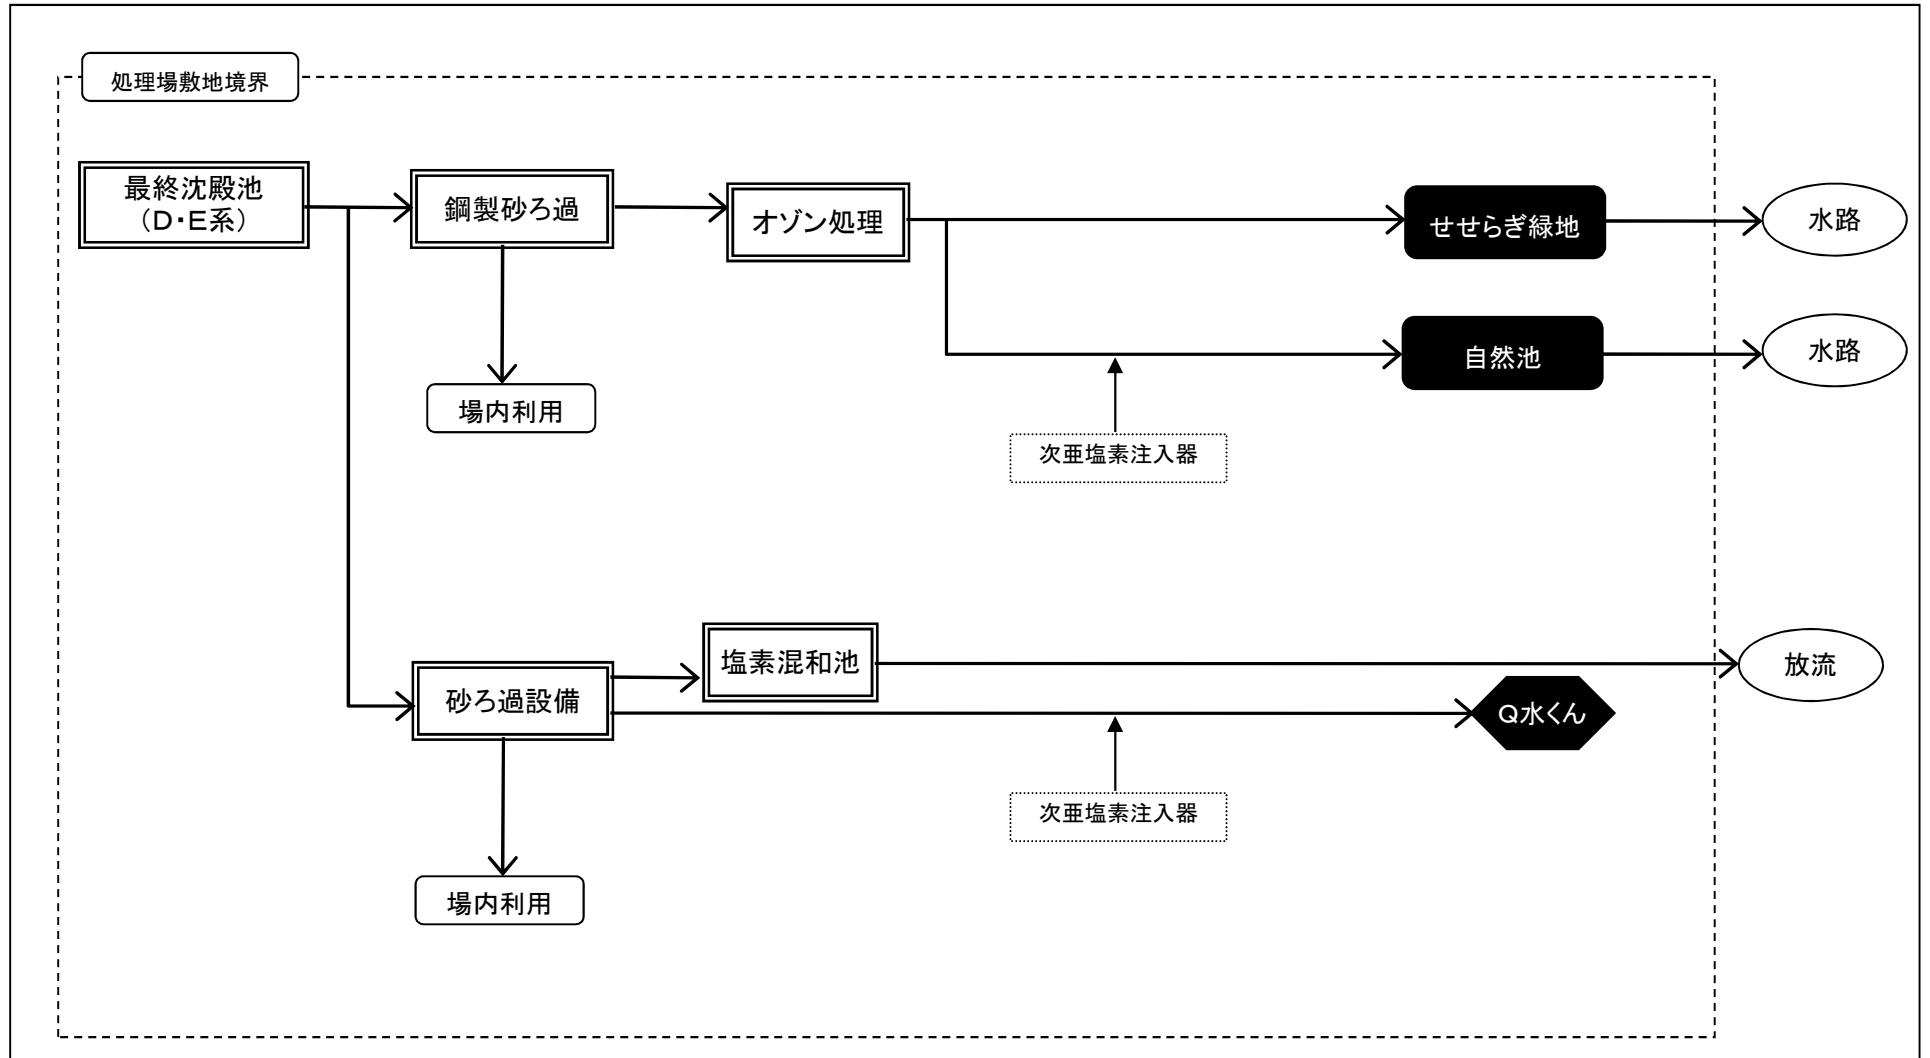 処理場敷地境界
最終沈殿池
（D・E系）
鋼製砂ろ過
オゾン処理
せせらぎ緑地
水路
自然池
水路
場内利用
次亜塩素注入器
塩素混和池
放流
砂ろ過設備
Q水くん
次亜塩素注入器
場内利用